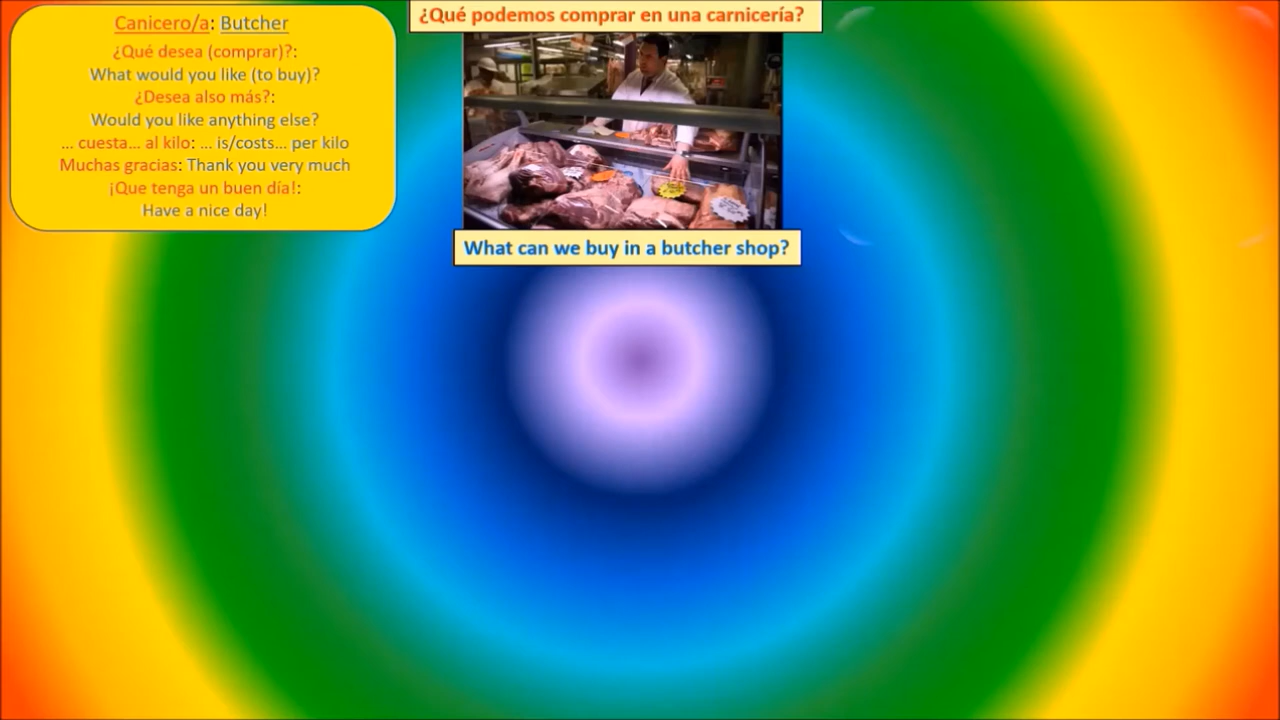 Canicero/a: Butcher
¿Qué desea (comprar)?:
What would you like (to buy)?
¿Desea also más?:
Would you like anything else?
... cuesta... al kilo: ... is/costs... per kilo
Muchas gracias: Thank you very much
¡Que tenga un buen día!:
Have a nice day!
¿Qué podemos comprar en una carnicería?
What can we buy in a butcher shop?